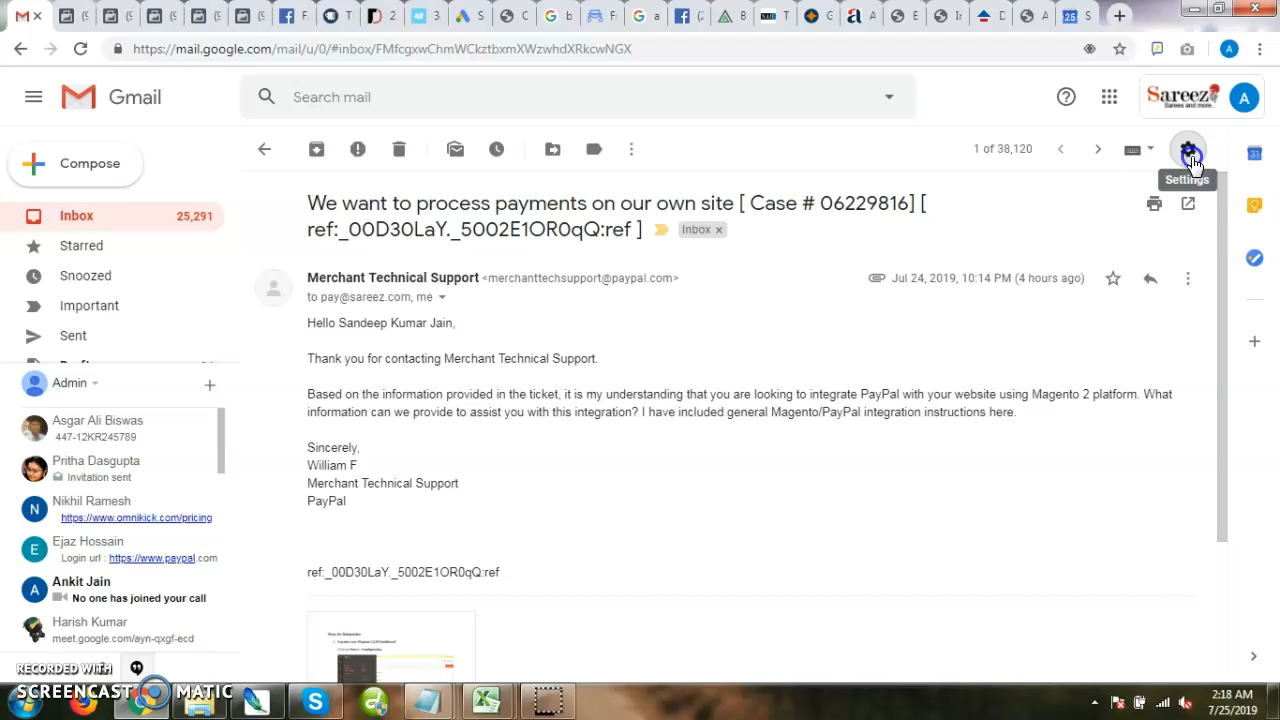 F
T
2
3
S
C
b
F
a
(
B
T
C
A
E
I
D
A
S
https://mail.google.com/mail/u/0/#inbox/FMfcgxwChmWCkztbxmXWzwhdXRkcwNGX
A
Gmail
Search mail
Sareez
Sarees and more..
A
Compose
1 of 38,120
Settings
Inbox 25,291
Starred
Snoozed
Important
Sent
Admin
Asgar Ali Biswas
447-12KR245789
Pritha Dasgupta
Invitation sent
N
Nikhil Ramesh
https://www.omnikick.com/pricing
E
Ejaz Hossain
Login url : https://www.paypal.com
A
Ankit Jain
No one has joined your call
Harish Kumar
meet.google.com/ayn-qxgf-ecd
We want to process payments on our own site [ Case # 06229816] [
ref:_00D30LaY._5002E1OR0qQ:ref ] Inbox x
Merchant Technical Support <merchanttechsupport@paypal.com> Jul 24, 2019, 10:14 PM (4 hours ago)
to pay@sareez.com, me
Hello Sandeep Kumar Jain,
Thank you for contacting Merchant Technical Support.
Based on the information provided in the ticket, it is my understanding that you are looking to integrate PayPal with your website using Magento 2 platform. What
information can we provide to assist you with this integration? I have included general Magento/PayPal integration instructions here.
Sincerely,
William F
Merchant Technical Support
PayPal
ref:_00D30LaY._5002E1OR0qQ:ref
31
RECORDED WITH
SCREENCAST MATIC
2:18 AM
7/25/2019